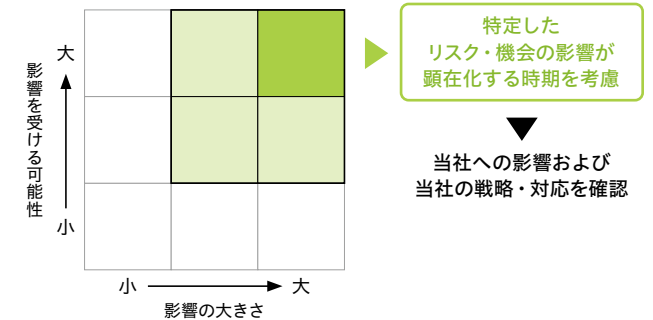 大
影響を受ける可能性
小
小
大
影響の大きさ
特定した
リスク・機会の影響が
顕在化する時期を考慮
当社への影響および
当社の戦略・対応を確認